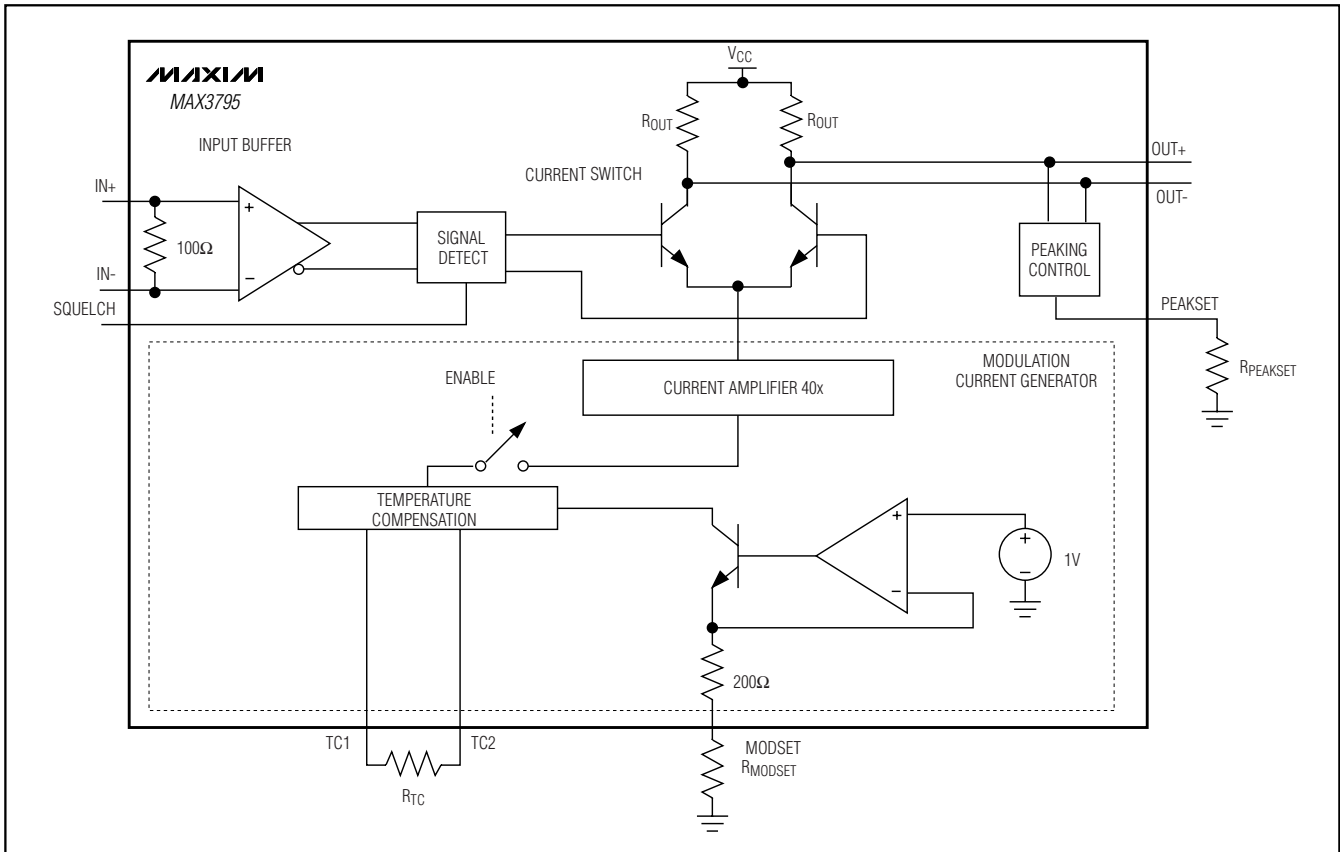 VCC
MAXIM
MAX3795
ROUT
ROUT
INPUT BUFFER
OUT+
CURRENT SWITCH
IN+
OUT-
+
SIGNAL
DETECT
100Ω
PEAKING
CONTROL
IN-
−
SQUELCH
PEAKSET
MODULATION
CURRENT GENERATOR
RPEAKSET
ENABLE
CURRENT AMPLIFIER 40x
TEMPERATURE
COMPENSATION
+
+
−
1V
−
200Ω
TC1
TC2
MODSET
RMODSET
RTC